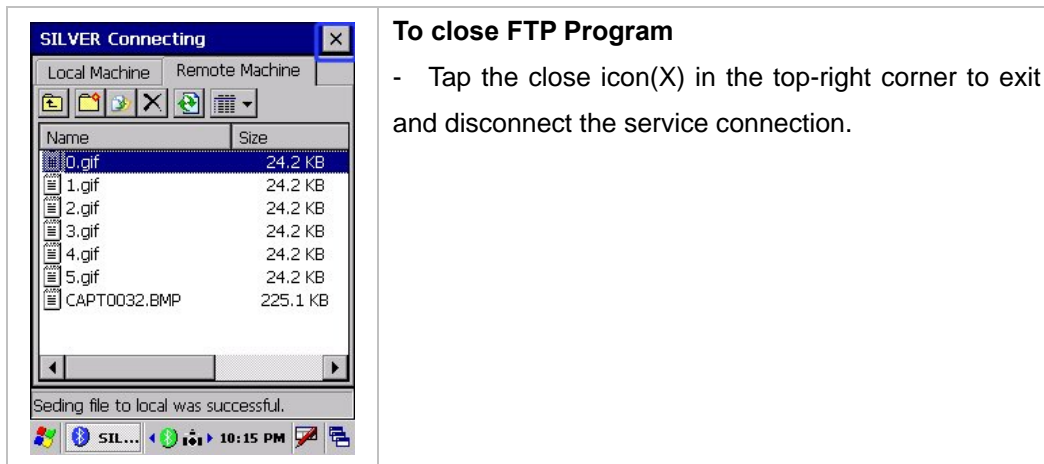 SILVER Connecting
Local Machine Remote Machine
Name Size
0.gif 24.2 KB
1.gif 24.2 KB
2.gif 24.2 KB
3.gif 24.2 KB
4.gif 24.2 KB
5.gif 24.2 KB
CAPT0032.BMP 225.1 KB
Seding file to local was successful.
SIL... 10:15 PM
To close FTP Program
- Tap the close icon(X) in the top-right corner to exit
and disconnect the service connection.